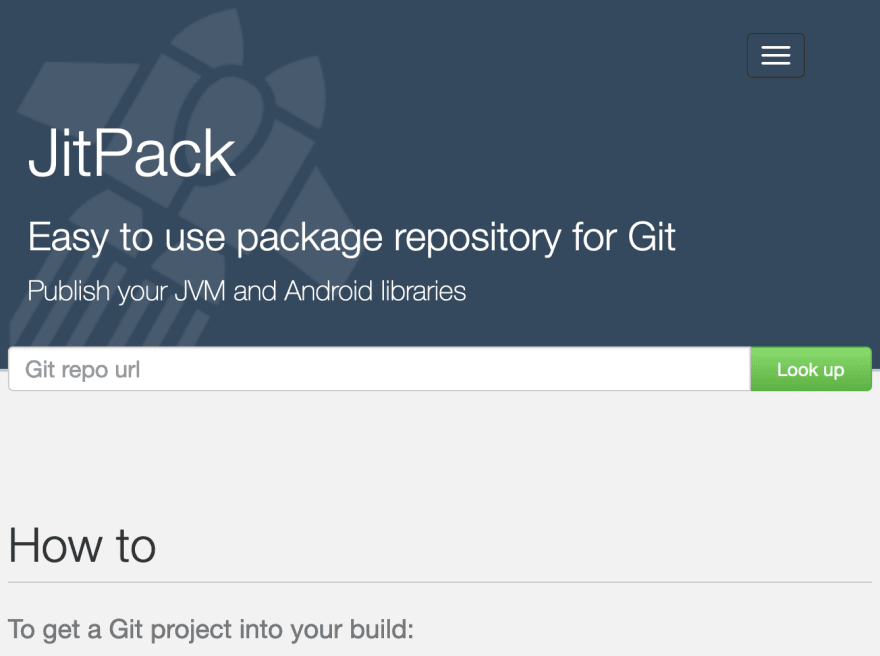 JitPack
Easy to use package repository for Git
Publish your JVM and Android libraries
Git repo url
Look up
How to
To get a Git project into your build: